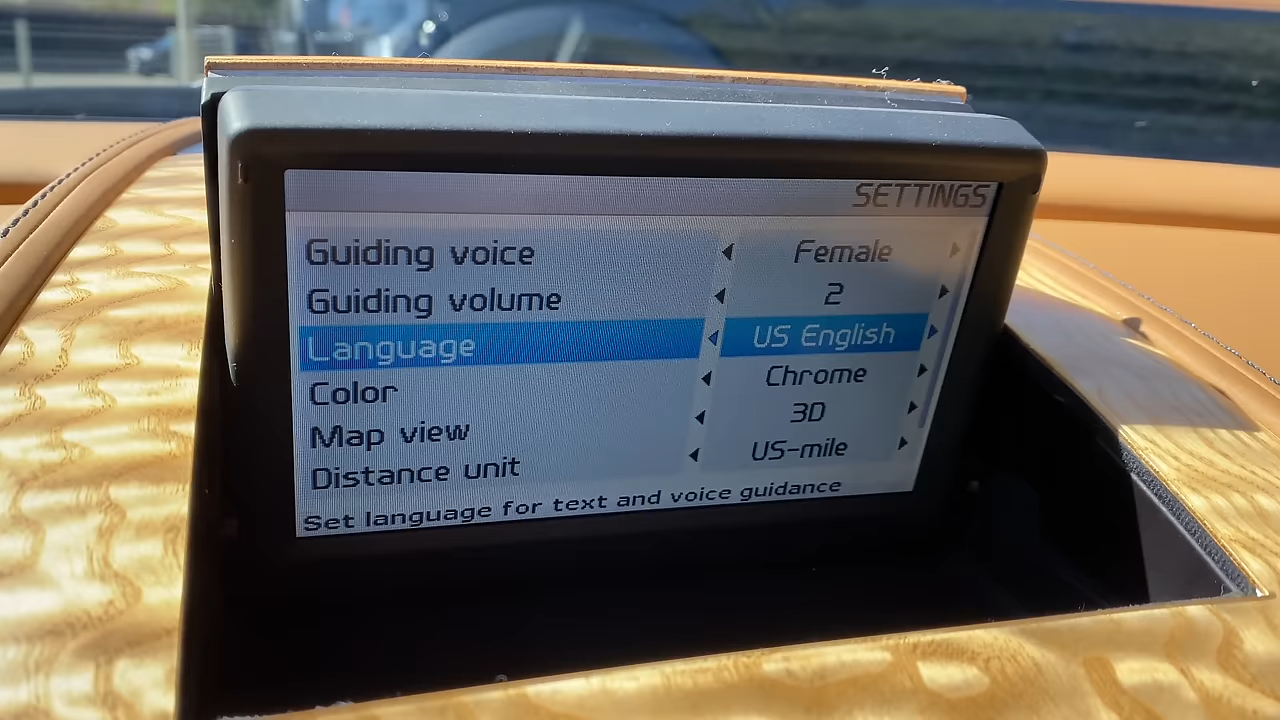 SETTINGS
Guiding voice Female
Guiding volume 2
Language US English
Color Chrome
Map view 3D
Distance unit US-mile
Set language for text and voice guidance